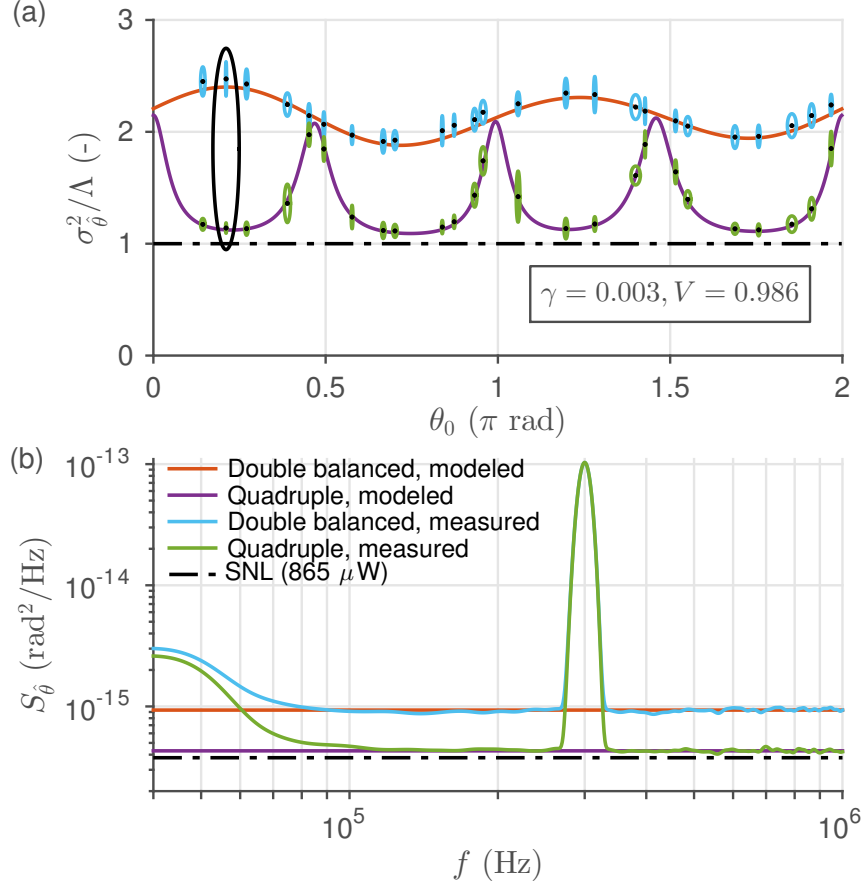 (a)
3
2
1
0
σ²_θ̂/Λ (-)
γ = 0.003, V = 0.986
0 0.5 1 1.5 2
θ₀ (π rad)
(b)
10⁻¹³
10⁻¹⁴
10⁻¹⁵
S_θ̂ (rad²/Hz)
Double balanced, modeled
Quadruple, modeled
Double balanced, measured
Quadruple, measured
SNL (865 μW)
10⁵ 10⁶
f (Hz)